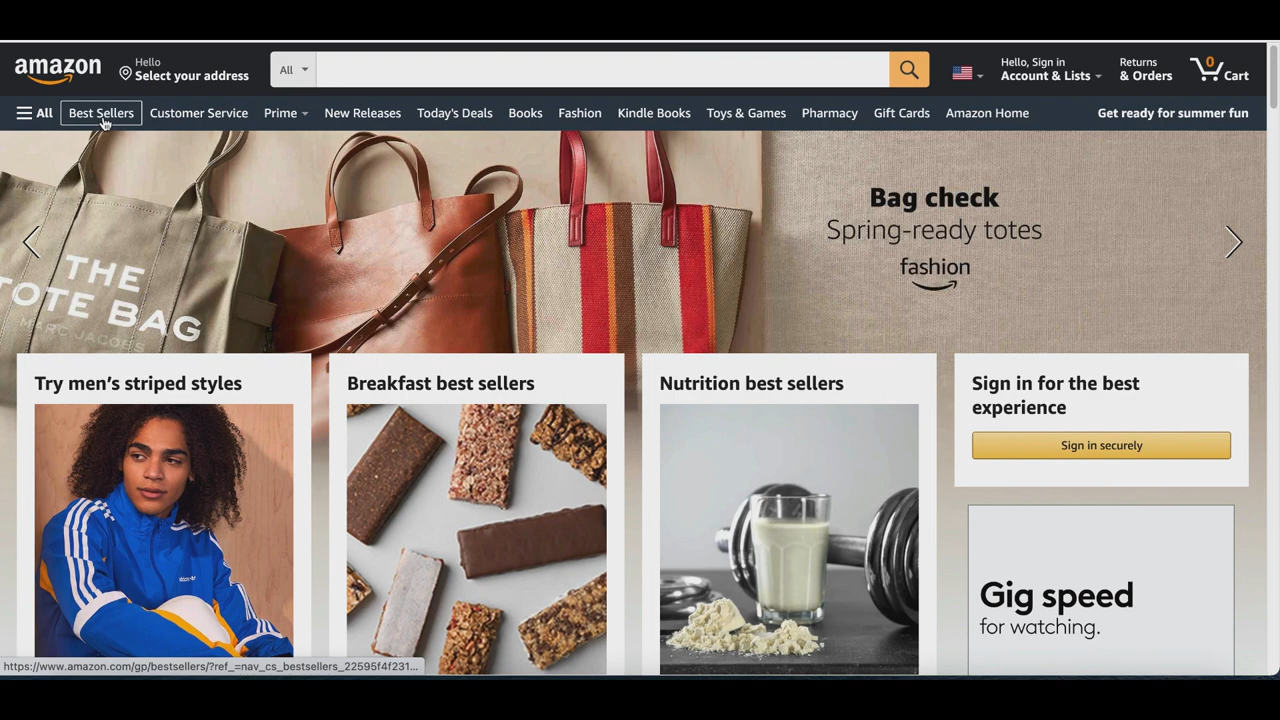 amazon
Hello
Select your address
All
Hello, Sign in
Account & Lists
Returns
& Orders
0
Cart
All
Best Sellers
Customer Service
Prime
New Releases
Today's Deals
Books
Fashion
Kindle Books
Toys & Games
Pharmacy
Gift Cards
Amazon Home
Get ready for summer fun
THE
TOTE BAG
MARC JACOBS
Bag check
Spring-ready totes
fashion
Try men's striped styles
Breakfast best sellers
Nutrition best sellers
Sign in for the best
experience
Sign in securely
Gig speed
for watching.
https://www.amazon.com/gp/bestsellers/?ref_=nav_cs_bestsellers_22595f4f231...